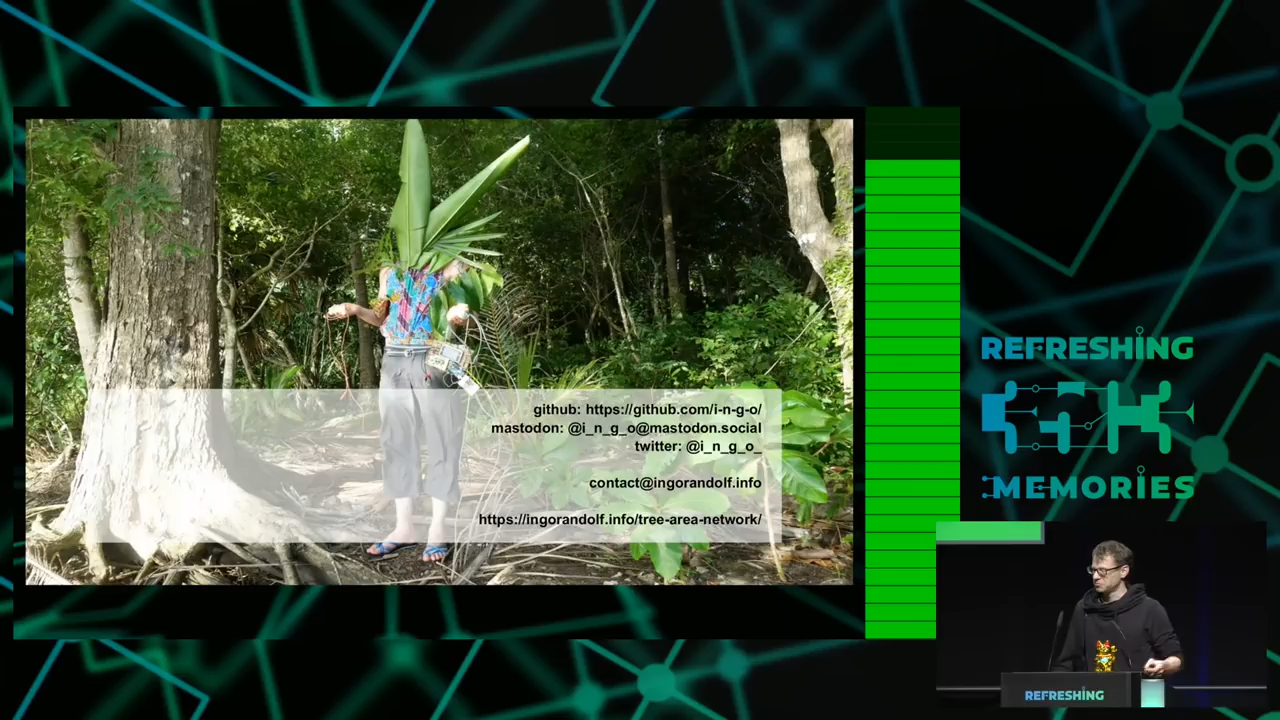 github: https://github.com/i-n-g-o/
mastodon: @i_n_g_o@mastodon.social
twitter: @i_n_g_o_
contact@ingorandolf.info
https://ingorandolf.info/tree-area-network/
REFRESHING
MEMORIES
REFRESHING